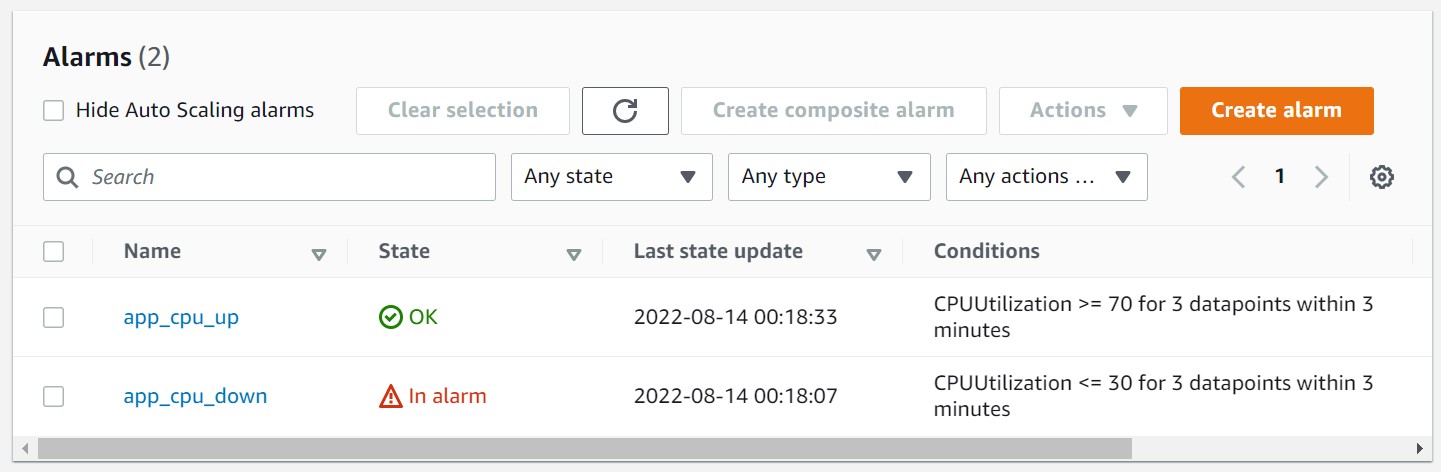 Alarms (2)
Hide Auto Scaling alarms Clear selection Create composite alarm Actions Create alarm
Search Any state Any type Any actions ... 1
Name State Last state update Conditions
app_cpu_up OK 2022-08-14 00:18:33 CPUUtilization >= 70 for 3 datapoints within 3
minutes
app_cpu_down In alarm 2022-08-14 00:18:07 CPUUtilization <= 30 for 3 datapoints within 3
minutes